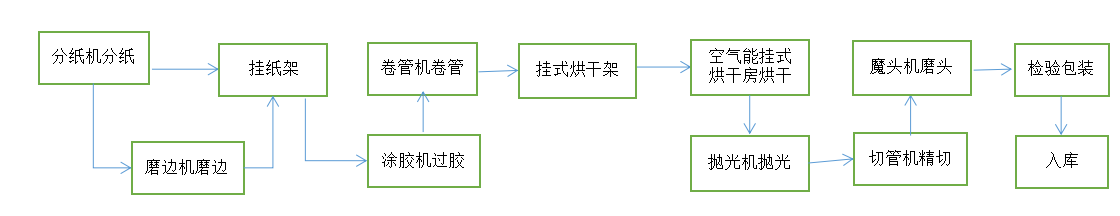 分纸机分纸
挂纸架
磨边机磨边
涂胶机过胶
卷管机卷管
挂式烘干架
空气能挂式
烘干房烘干
抛光机抛光
切管机精切
魔头机磨头
检验包装
入库